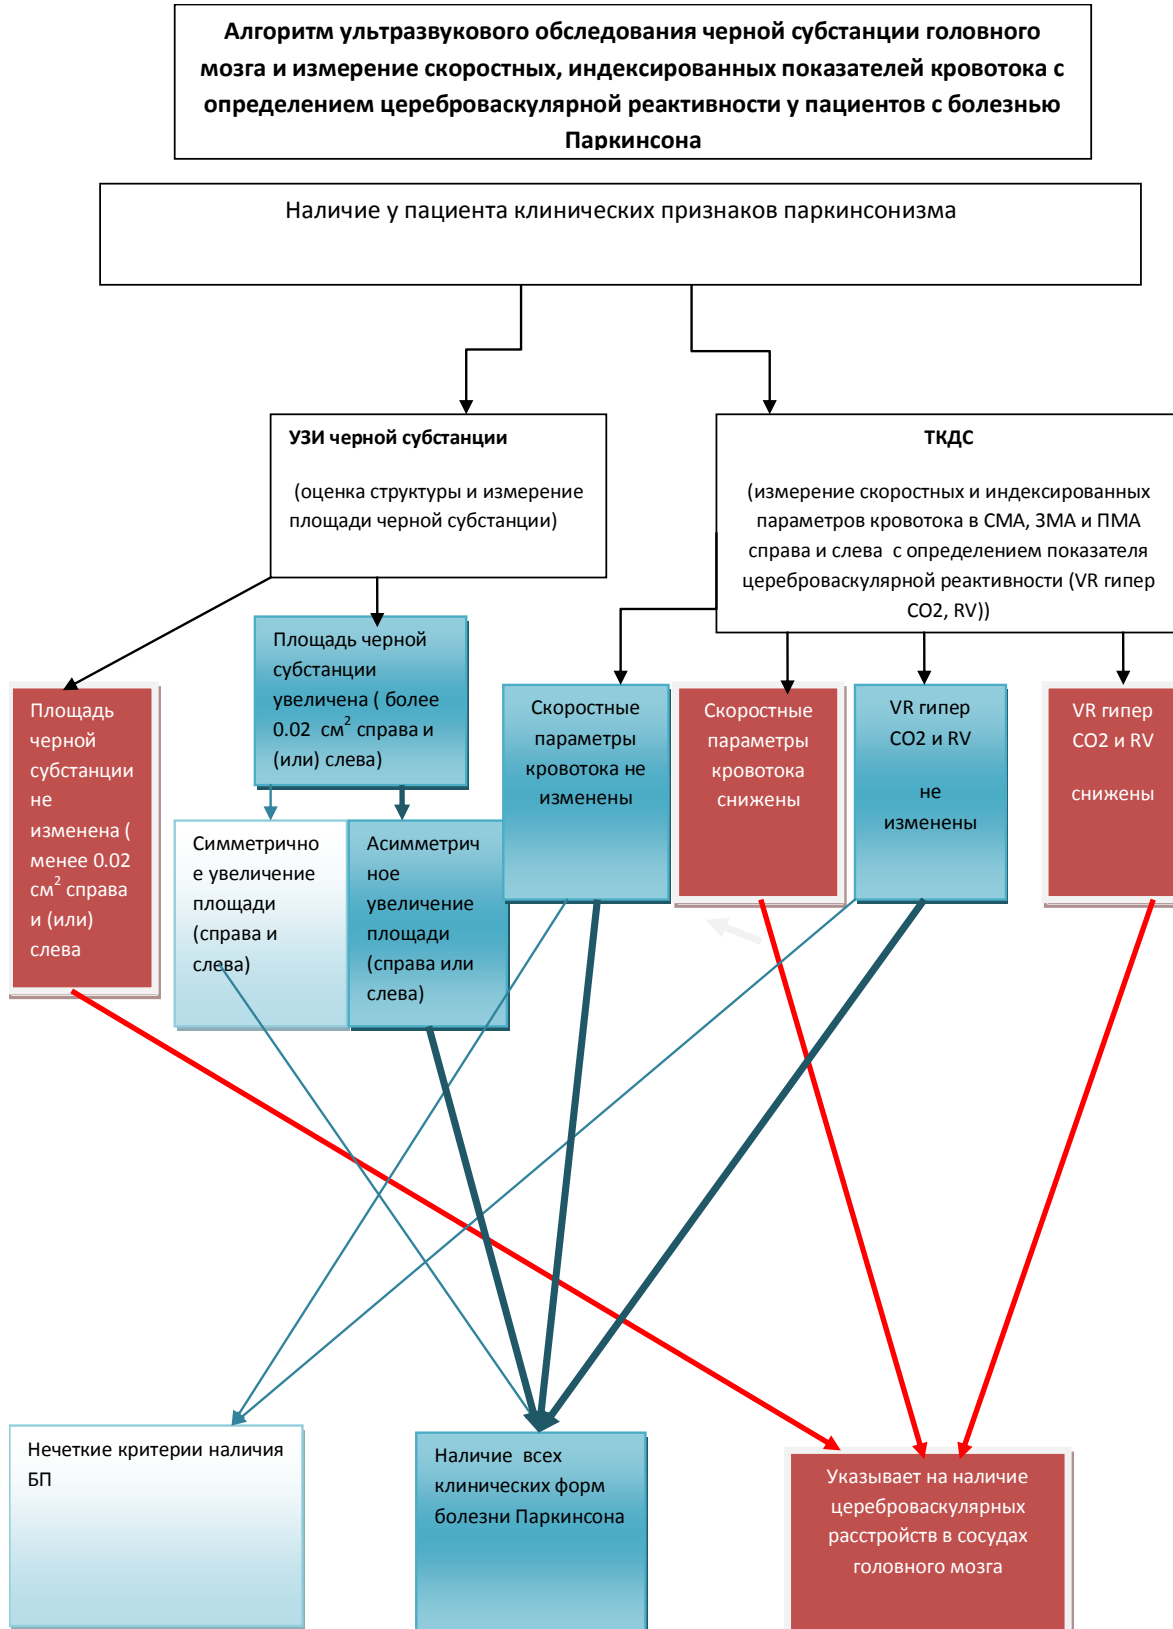 Алгоритм ультразвукового обследования черной субстанции головного
мозга и измерение скоростных, индексированных показателей кровотока с
определением цереброваскулярной реактивности у пациентов с болезнью
Паркинсона
Наличие у пациента клинических признаков паркинсонизма
УЗИ черной субстанции
(оценка структуры и измерение
площади черной субстанции)
ТКДС
(измерение скоростных и индексированных
параметров кровотока в СМА, ЗМА и ПМА
справа и слева с определением показателя
цереброваскулярной реактивности (VR гипер
СО2, RV))
Площадь
черной
субстанции
не
изменена (
менее 0.02
см² справа
и (или)
слева
Площадь черной
субстанции
увеличена ( более
0.02 см² справа и
(или) слева)
Симметрично
е увеличение
площади
(справа и
слева)
Асимметрич
ное
увеличение
площади
(справа или
слева)
Скоростные
параметры
кровотока не
изменены
Скоростные
параметры
кровотока
снижены
VR гипер
СО2 и RV
не
изменены
VR гипер
СО2 и RV
снижены
Нечеткие критерии наличия
БП
Наличие всех
клинических форм
болезни Паркинсона
Указывает на наличие
цереброваскулярных
расстройств в сосудах
головного мозга